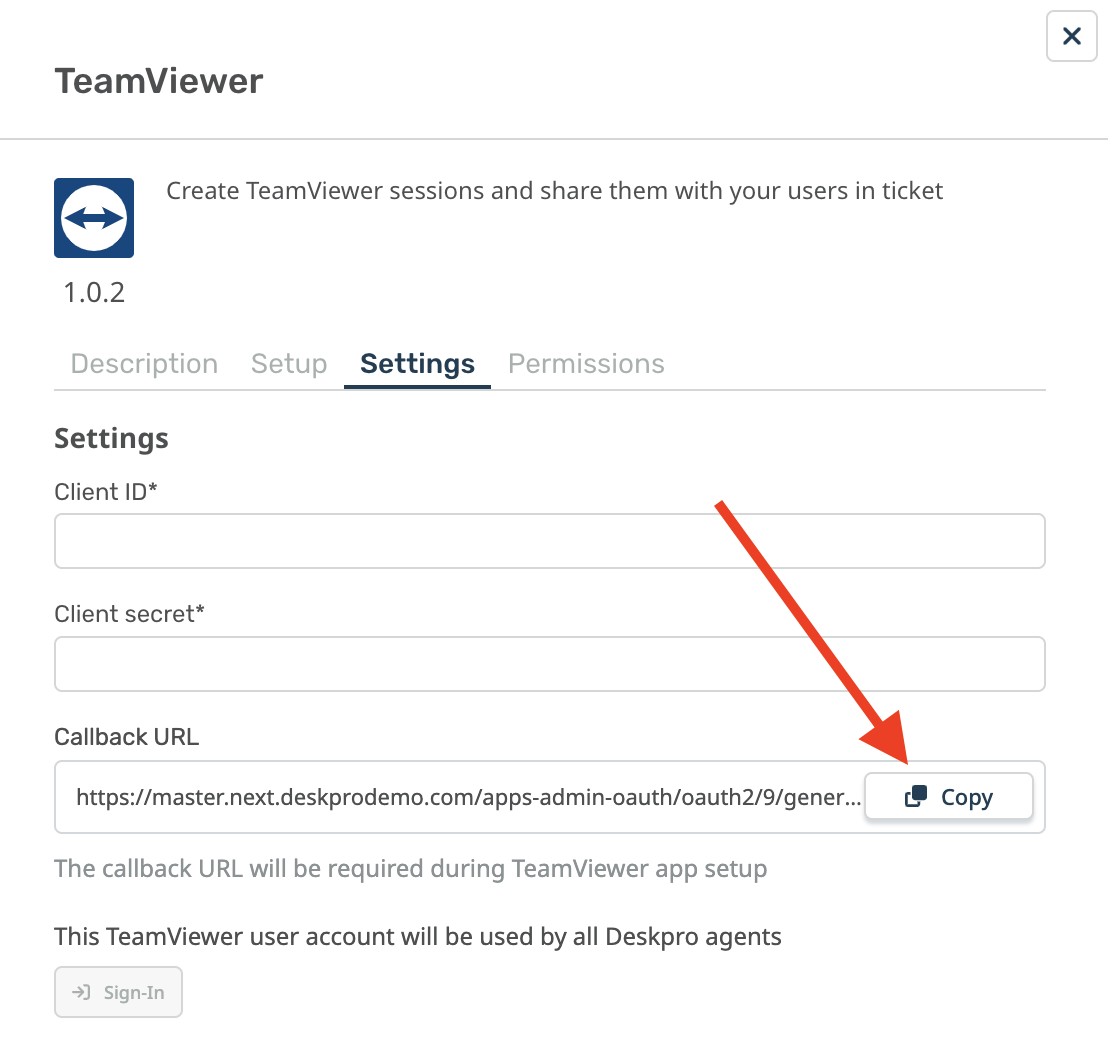 TeamViewer
Create TeamViewer sessions and share them with your users in ticket
1.0.2
Description Setup Settings Permissions
Settings
Client ID*
Client secret*
Callback URL
https://master.next.deskprodemo.com/apps-admin-oauth/oauth2/9/gener... Copy
The callback URL will be required during TeamViewer app setup
This TeamViewer user account will be used by all Deskpro agents
Sign-In